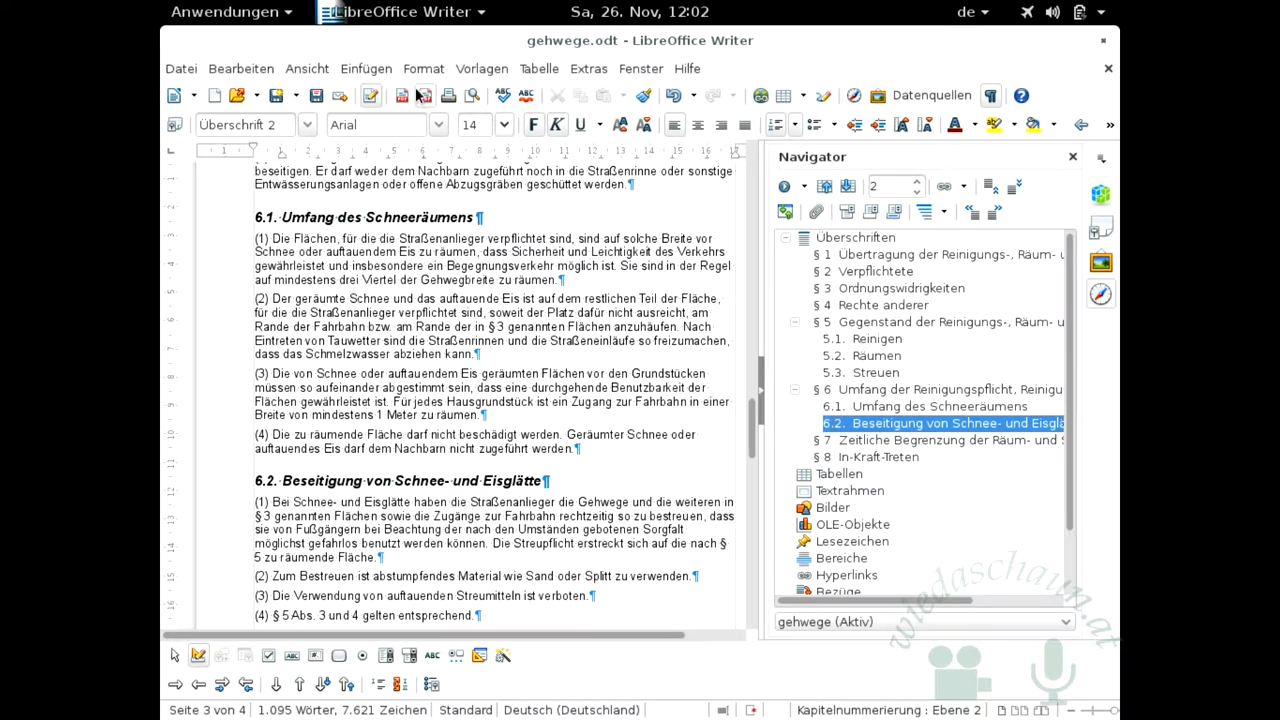 Anwendungen
LibreOffice Writer
Sa, 26. Nov, 12:02
de
gehwege.odt - LibreOffice Writer
Datei Bearbeiten Ansicht Einfügen Format Vorlagen Tabelle Extras Fenster Hilfe
Datenquellen
Überschrift 2 Arial 14
beseitigen. Er darf weder dem Nachbarn zugeführt noch in die Straßenrinne oder sonstige
Entwässerungsanlagen oder offene Abzugsgräben geschüttet werden.¶
6.1. Umfang des Schneeräumens¶
(1) Die Flächen, für die die Straßenanlieger verpflichtet sind, sind auf solche Breite vor
Schnee oder auftauendem Eis zu räumen, dass Sicherheit und Leichtigkeit des Verkehrs
gewährleistet und insbesondere ein Begegnungsverkehr möglich ist. Sie sind in der Regel
auf mindestens drei Viertel der Gehwegbreite zu räumen.¶
(2) Der geräumte Schnee und das auftauende Eis ist auf dem restlichen Teil der Fläche,
für die die Straßenanlieger verpflichtet sind, soweit der Platz dafür nicht ausreicht, am
Rande der Fahrbahn bzw. am Rande der in § 3 genannten Flächen anzuhäufen. Nach
Eintreten von Tauwetter sind die Straßenrinnen und die Straßeneinläufe so freizumachen,
dass das Schmelzwasser abziehen kann.¶
(3) Die von Schnee oder auftauendem Eis geräumten Flächen vor den Grundstücken
müssen so aufeinander abgestimmt sein, dass eine durchgehende Benutzbarkeit der
Flächen gewährleistet ist. Für jedes Hausgrundstück ist ein Zugang zur Fahrbahn in einer
Breite von mindestens 1 Meter zu räumen.¶
(4) Die zu räumende Fläche darf nicht beschädigt werden. Geräumter Schnee oder
auftauendes Eis darf dem Nachbarn nicht zugeführt werden.¶
6.2. Beseitigung von Schnee- und Eisglätte¶
(1) Bei Schnee- und Eisglätte haben die Straßenanlieger die Gehwege und die weiteren in
§ 3 genannten Flächen sowie die Zugänge zur Fahrbahn rechtzeitig so zu bestreuen, dass
sie von Fußgängern bei Beachtung der nach den Umständen gebotenen Sorgfalt
möglichst gefahrlos benutzt werden können. Die Streupflicht erstreckt sich auf die nach §
5 zu räumende Fläche.¶
(2) Zum Bestreuen ist abstumpfendes Material wie Sand oder Splitt zu verwenden.¶
(3) Die Verwendung von auftauenden Streumitteln ist verboten.¶
(4) § 5 Abs. 3 und 4 gelten entsprechend.¶
Navigator
2
Überschriften
§ 1 Übertragung der Reinigungs-, Räum- u
§ 2 Verpflichtete
§ 3 Ordnungswidrigkeiten
§ 4 Rechte anderer
§ 5 Gegenstand der Reinigungs-, Räum- u
5.1. Reinigen
5.2. Räumen
5.3. Streuen
§ 6 Umfang der Reinigungspflicht, Reinigu
6.1. Umfang des Schneeräumens
6.2. Beseitigung von Schnee- und Eisglä
§ 7 Zeitliche Begrenzung der Räum- und S
§ 8 In-Kraft-Treten
Tabellen
Textrahmen
Bilder
OLE-Objekte
Lesezeichen
Bereiche
Hyperlinks
Bezüge
gehwege (Aktiv)
wiedaschaun.at
Seite 3 von 4 1.095 Wörter, 7.021 Zeichen Standard Deutsch (Deutschland) Kapitelnummerierung : Ebene 2